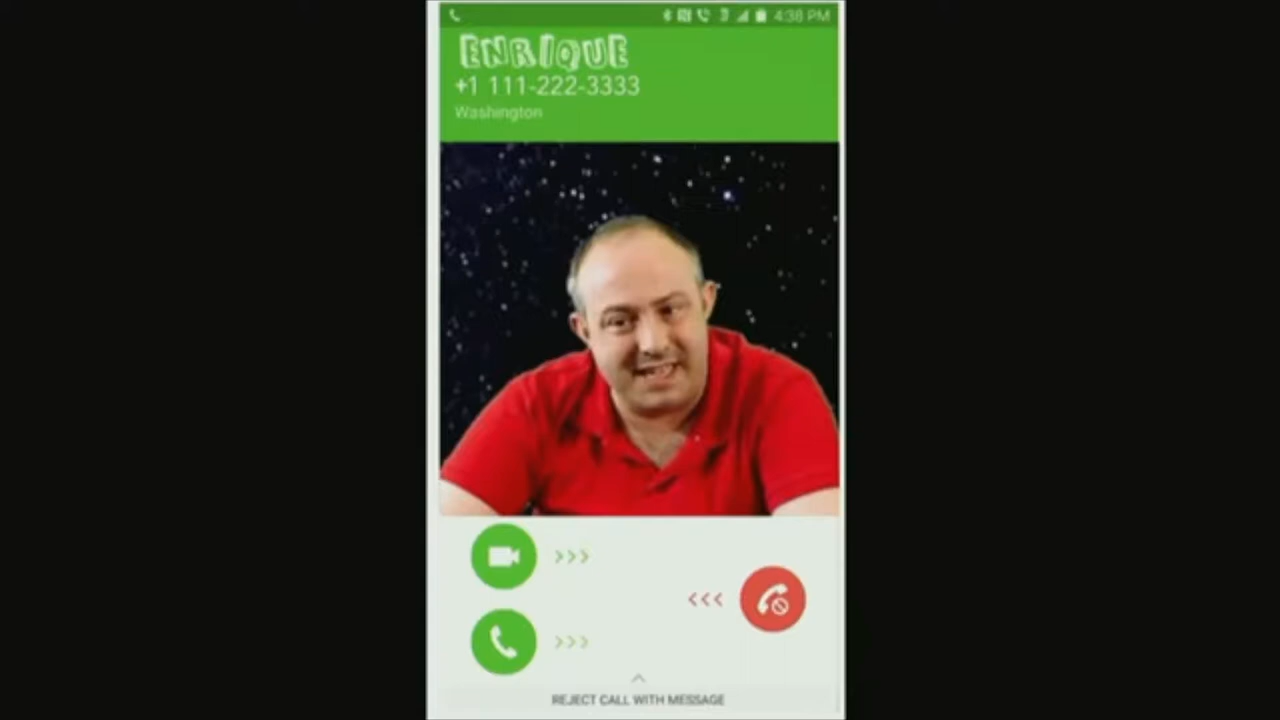 4:38 PM
ENRIQUE
+1 111-222-3333
Washington
REJECT CALL WITH MESSAGE